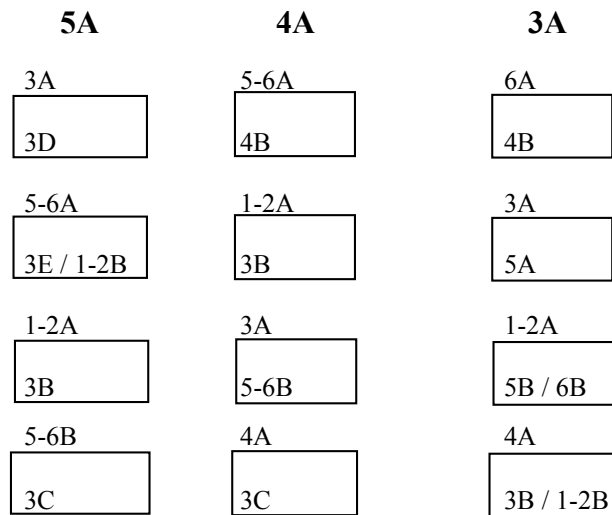 5A 4A 3A
3A 5-6A 6A
3D 4B 4B
5-6A 1-2A 3A
3E / 1-2B 3B 5A
1-2A 3A 1-2A
3B 5-6B 5B / 6B
5-6B 4A 4A
3C 3C 3B / 1-2B